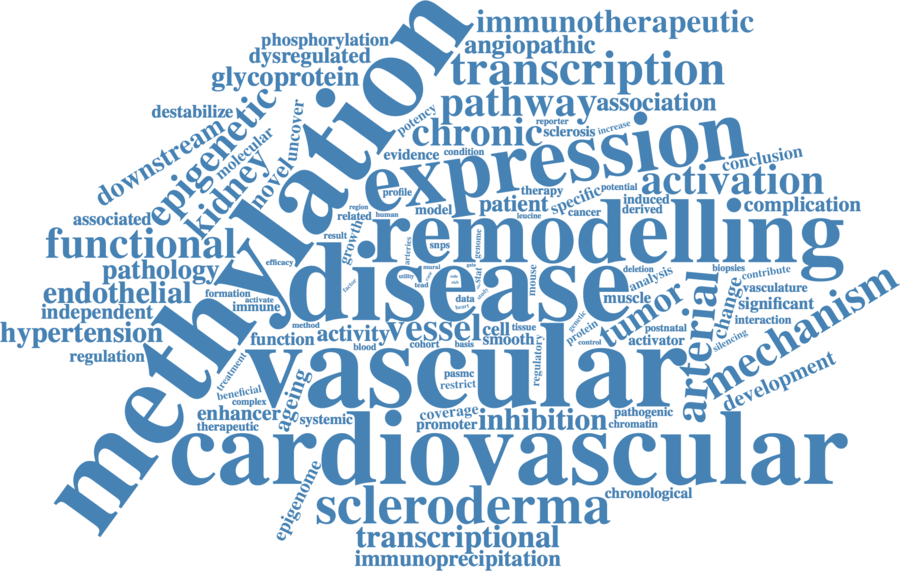 immunotherapeutic
phosphorylation
angiopathic
dysregulated
glycoprotein
transcription
methylation
destabilize
epigenetic
uncover
potency
pathway
association
reporter
increase
chronic
sclerosis
downstream
molecular
kidney
novel
evidence
condition
expression
conclusion
profile
therapy
specific
potential
activation
associated
region
related
human
model
patient
leucine
cancer
induced
derived
complication
functional
result
growth
remodelling
arteries
snps
genome
pathology
efficacy
disease
utility
mural
gata
stat
mouse
deletion
analysis
biopsies
contribute
endothelial
formation
activate
immune
factor
tead
data
heart
study
muscle
tumor
arterial
change
vasculature
significant
mechanism
independent
hypertension
method
function
activity
vessel
cell
tissue
smooth
genetic
protein
control
postnatal
activator
interaction
silencing
regulation
blood
cohort
basis
vascular
regulatory
treatment
pasmc
restrict
development
beneficial
complex
ageing
enhancer
therapeutic
systemic
coverage
promoter
inhibition
pathogenic
chromatin
cardiovascular
epigenome
scleroderma
chronological
transcriptional
immunoprecipitation